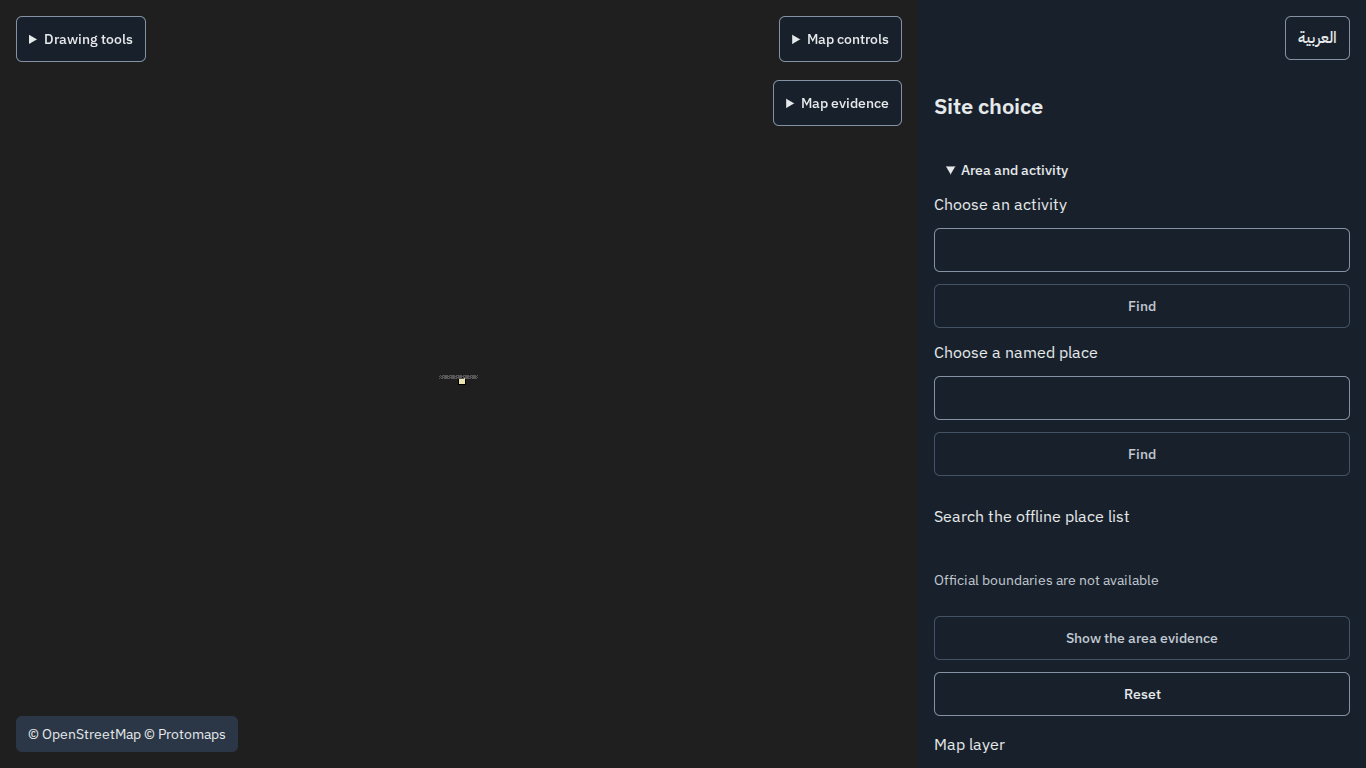 Drawing tools
Map controls
Map evidence
العربية
Site choice
Area and activity
Choose an activity
Find
Choose a named place
Find
Search the offline place list
Official boundaries are not available
Show the area evidence
Reset
Map layer
© OpenStreetMap © Protomaps